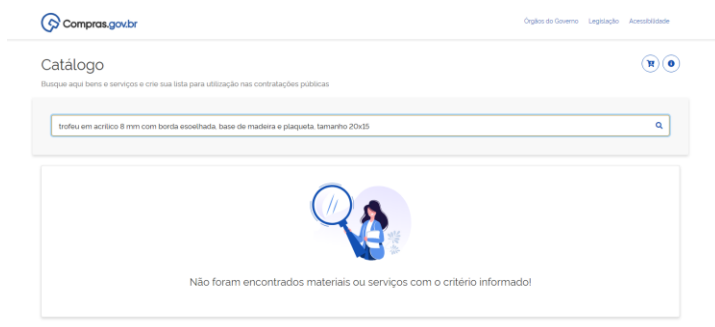 Compras.gov.br
Órgãos do Governo Legislação Acessibilidade
Catálogo
Busque aqui bens e serviços e crie sua lista para utilização nas contratações públicas
trofeu em acrilico 8 mm com borda esoelhada, base de madeira e plaqueta, tamanho 20x15
Não foram encontrados materiais ou serviços com o critério informado!